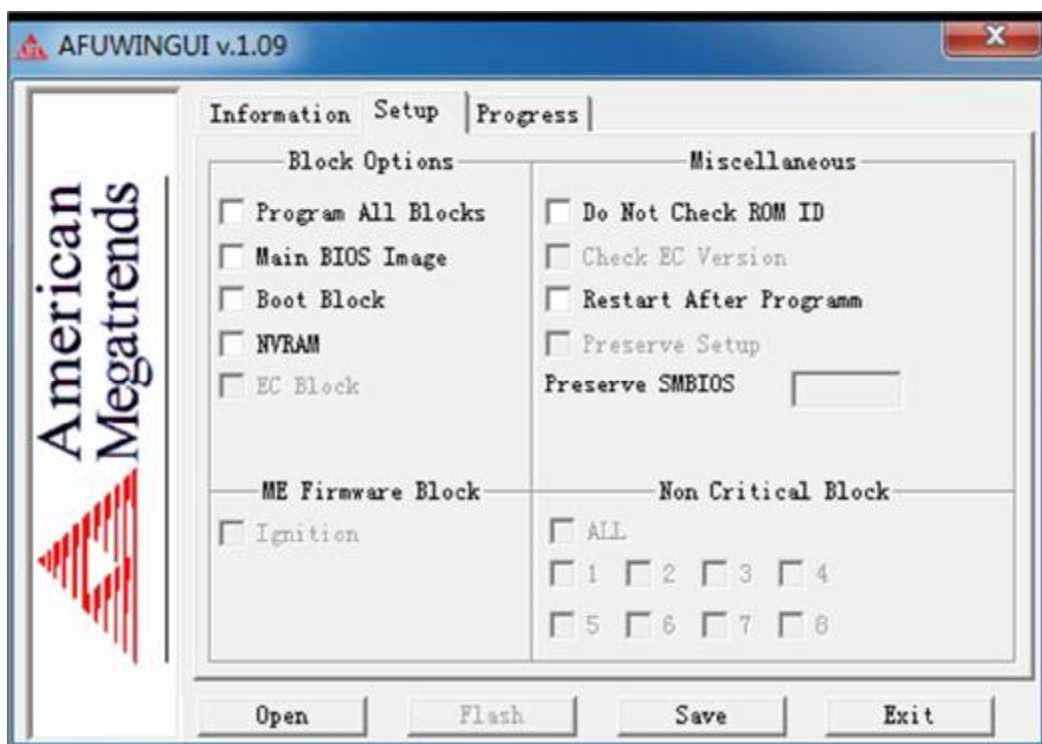 AFUWINGUI v.1.09
American
Megatrends
Information Setup Progress
Block Options
Program All Blocks
Main BIOS Image
Boot Block
NVRAM
EC Block
Miscellaneous
Do Not Check ROM ID
Check EC Version
Restart After Programm
Preserve Setup
Preserve SMBIOS
ME Firmware Block
Ignition
Non Critical Block
ALL
1 2 3 4
5 6 7 8
Open Flash Save Exit